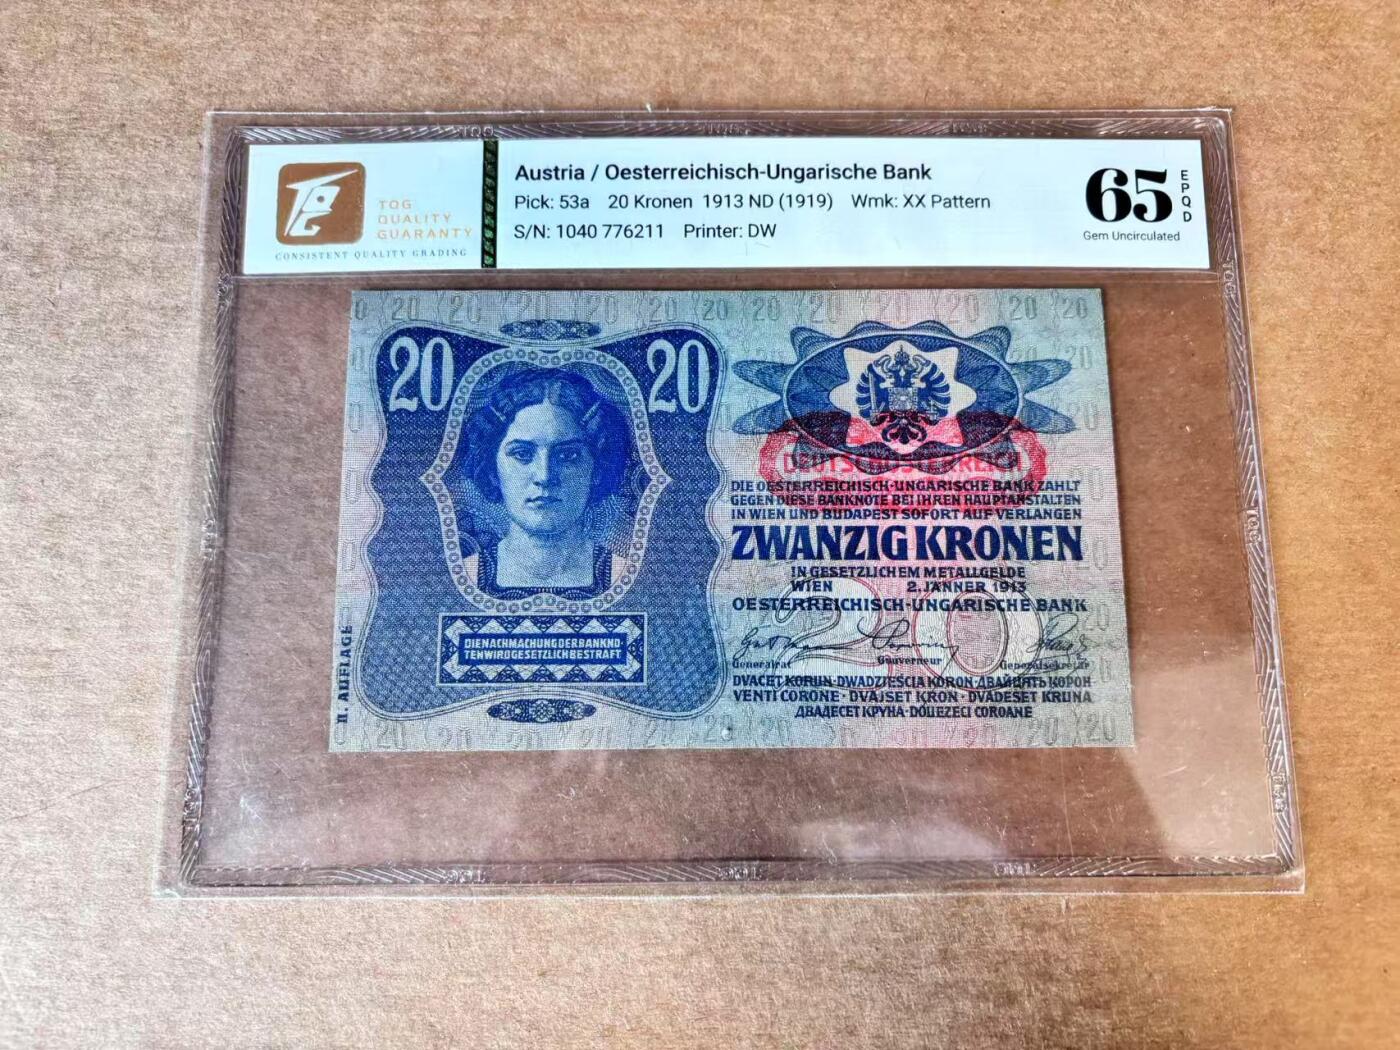 TQG
QUALITY
GUARANTY
CONSISTENT QUALITY GRADING
Austria / Oesterreichisch-Ungarische Bank
Pick: 53a 20 Kronen 1913 ND (1919) Wmk: XX Pattern
S/N: 1040 776211 Printer: DW
65
EPQD
Gem Uncirculated
20
20
DIE NACHMACHUNG DER BANKNO-
TEN WIRD GESETZLICH BESTRAFT
II. AUFLAGE
DEUTSCHÖSTERREICH
DIE OESTERREICHISCH-UNGARISCHE BANK ZAHLT
GEGEN DIESE BANKNOTE BEI IHREN HAUPTANSTALTEN
IN WIEN UND BUDAPEST SOFORT AUF VERLANGEN
ZWANZIG KRONEN
IN GESETZLICHEM METALLGELDE
WIEN 2. JÄNNER 1913
OESTERREICHISCH-UNGARISCHE BANK
20
Generalrat Gouverneur Generalsekretär
DVACET KORUN · DWADZIEŚCIA KORON · ДВАЙЦЯТЬ КОРОН
VENTI CORONE · DVAJSET KRON · DVADESET KRUNA
ДВАДЕСЕТ КРУНА · DOUEZECI COROANE